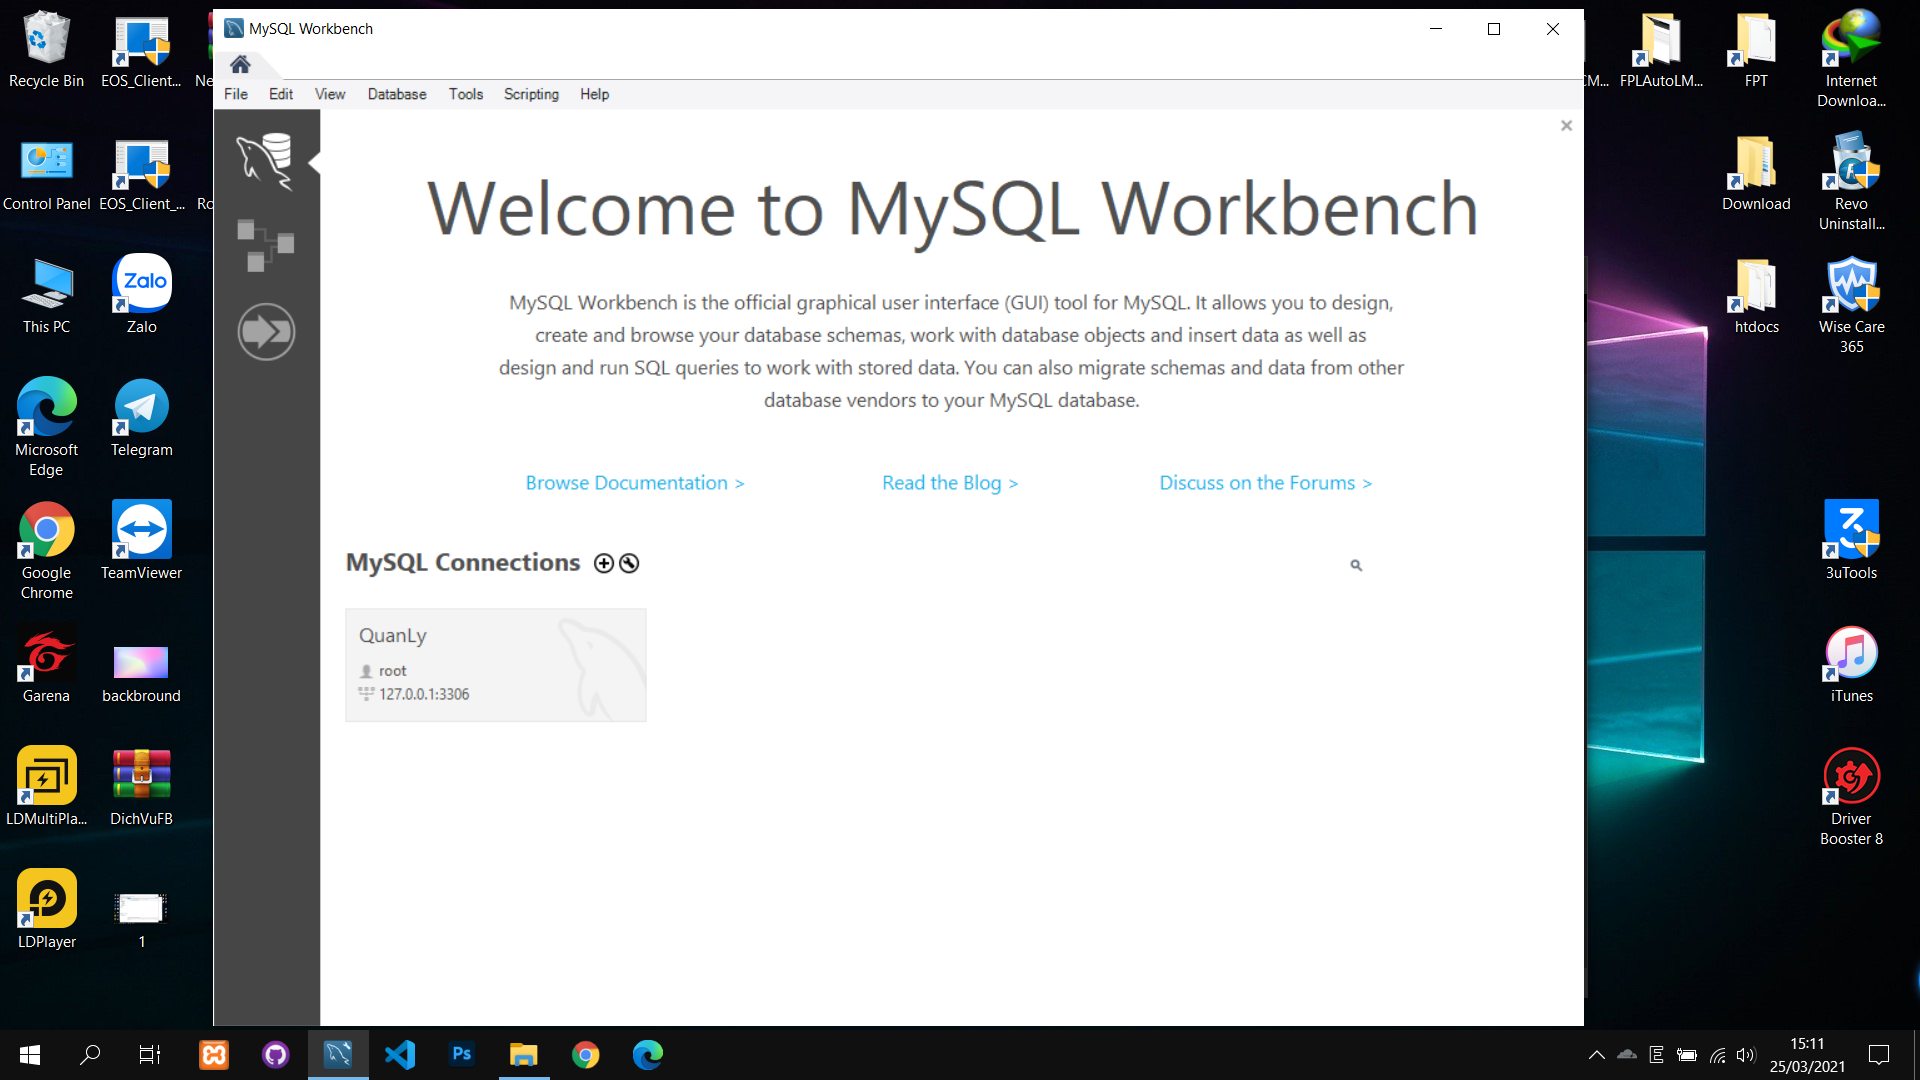 Recycle Bin
EOS_Client...
Ne
Control Panel
EOS_Client_...
Ro
This PC
Zalo
Zalo
Microsoft
Edge
Telegram
Google
Chrome
TeamViewer
Garena
backbround
LDMultiPla...
DichVuFB
LDPlayer
1
MySQL Workbench
File
Edit
View
Database
Tools
Scripting
Help
Welcome to MySQL Workbench
MySQL Workbench is the official graphical user interface (GUI) tool for MySQL. It allows you to design,
create and browse your database schemas, work with database objects and insert data as well as
design and run SQL queries to work with stored data. You can also migrate schemas and data from other
database vendors to your MySQL database.
Browse Documentation >
Read the Blog >
Discuss on the Forums >
MySQL Connections
QuanLy
root
127.0.0.1:3306
CM...
FPLAutoLM...
FPT
Internet
Downloa...
Download
Revo
Uninstall...
htdocs
Wise Care
365
3uTools
iTunes
Driver
Booster 8
Ps
E
15:11
25/03/2021